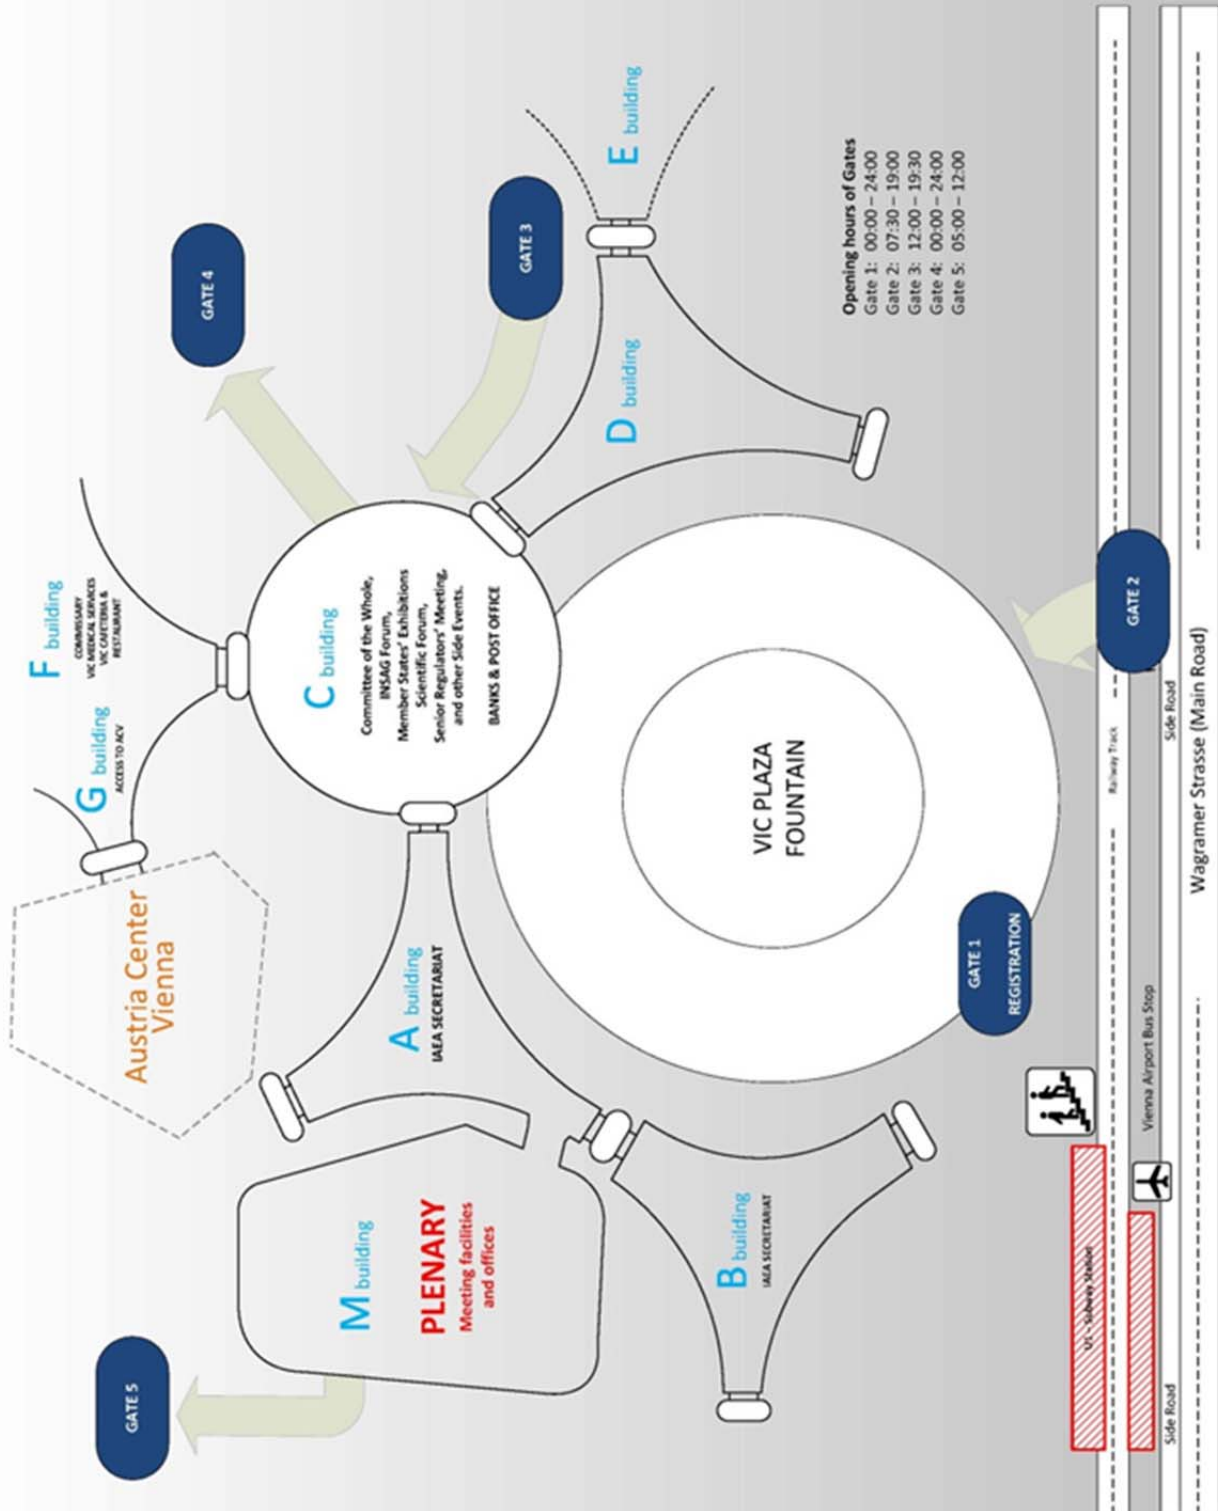 GATE 5
GATE 4
GATE 3
GATE 2
GATE 1
REGISTRATION
Austria Center
Vienna
G building
ACCESS TO ACV
F building
COMMISSARY
VIC MEDICAL SERVICES
VIC CAFETERIA &
RESTAURANT
M building
PLENARY
Meeting facilities
and offices
A building
IAEA SECRETARIAT
C building
Committee of the Whole,
INSAG Forum,
Member States' Exhibitions
Scientific Forum,
Senior Regulators' Meeting,
and other Side Events.
BANKS & POST OFFICE
D building
E building
B building
IAEA SECRETARIAT
VIC PLAZA
FOUNTAIN
Opening hours of Gates
Gate 1: 00:00 – 24:00
Gate 2: 07:30 – 19:00
Gate 3: 12:00 – 19:30
Gate 4: 00:00 – 24:00
Gate 5: 05:00 – 12:00
U1 - Subway Station
Railway Track
Vienna Airport Bus Stop
Side Road
Side Road
Wagramer Strasse (Main Road)